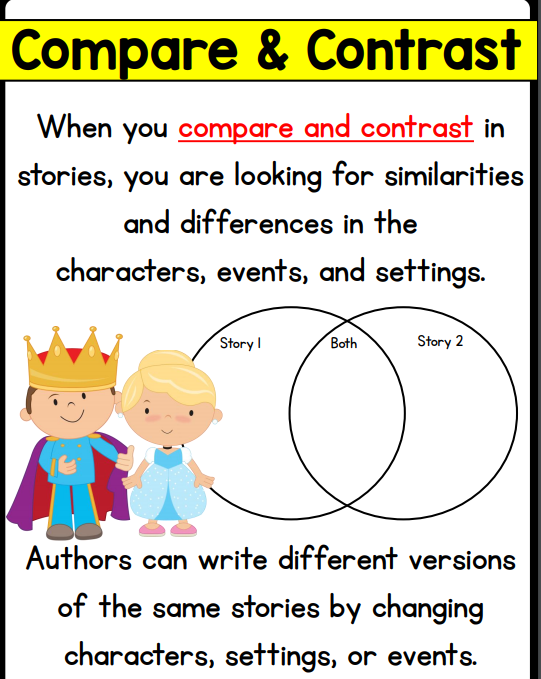 Compare & Contrast
When you compare and contrast in
stories, you are looking for similarities
and differences in the
characters, events, and settings.
Story 1
Both
Story 2
Authors can write different versions
of the same stories by changing
characters, settings, or events.